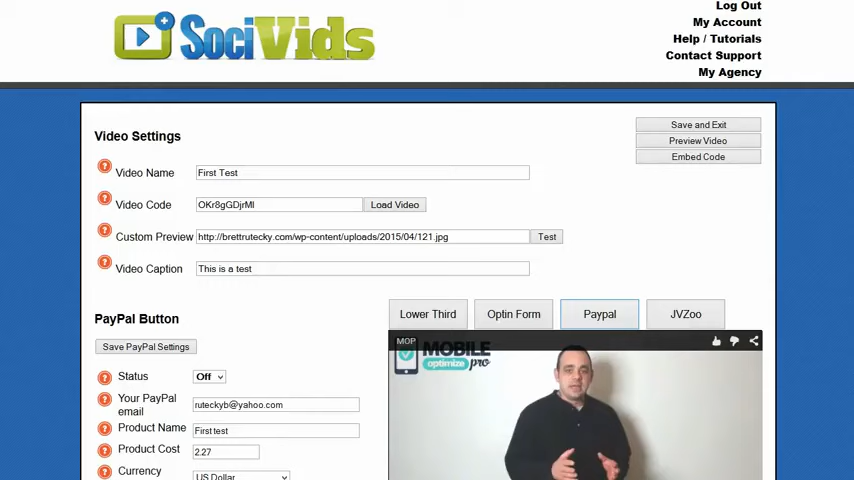 SociVids
Log Out
My Account
Help / Tutorials
Contact Support
My Agency
Video Settings
Save and Exit
Preview Video
Embed Code
? Video Name First Test
? Video Code OKr8gGDjrMI Load Video
? Custom Preview http://brettrutecky.com/wp-content/uploads/2015/04/121.jpg Test
? Video Caption This is a test
PayPal Button
Lower Third Optin Form Paypal JVZoo
Save PayPal Settings
MOP
MOBILE
optimize pro
? Status Off
? Your PayPal
email ruteckyb@yahoo.com
? Product Name First test
? Product Cost 2.27
? Currency US Dollar